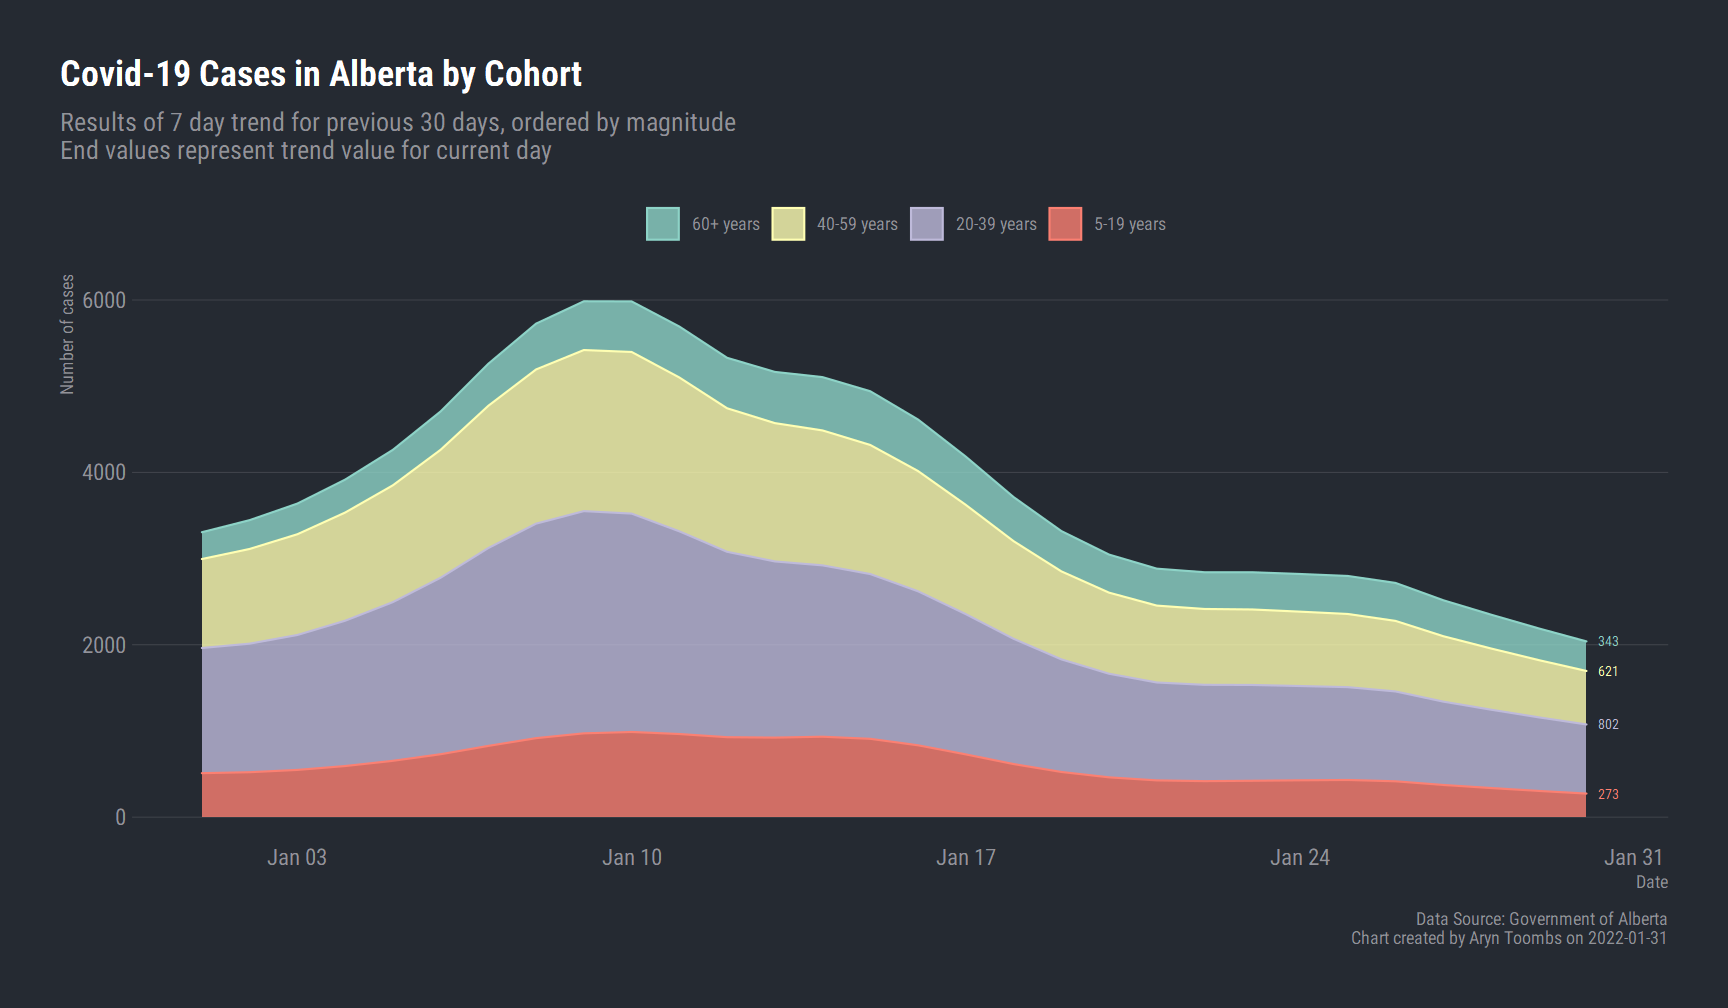 Covid-19 Cases in Alberta by Cohort
Results of 7 day trend for previous 30 days, ordered by magnitude
End values represent trend value for current day
60+ years 40-59 years 20-39 years 5-19 years
Number of cases
6000
4000
2000
0
343
621
802
273
Jan 03 Jan 10 Jan 17 Jan 24 Jan 31
Date
Data Source: Government of Alberta
Chart created by Aryn Toombs on 2022-01-31